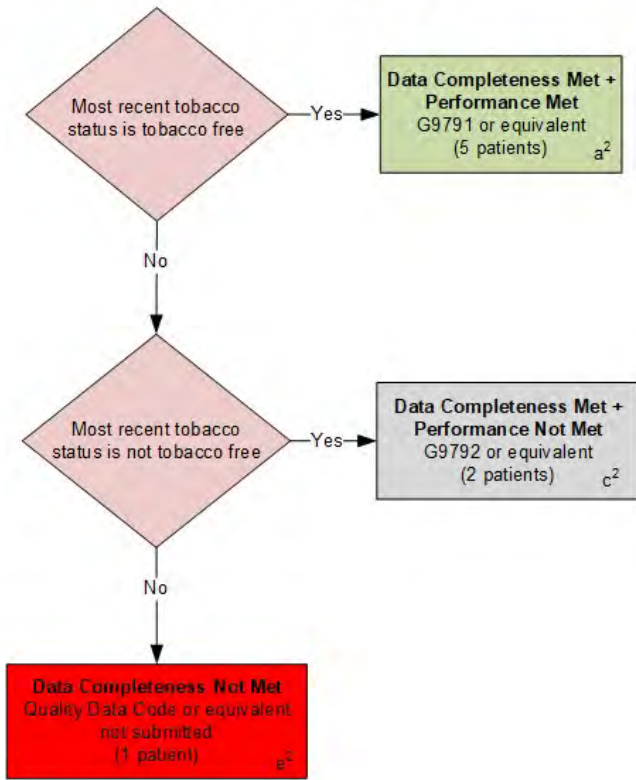 Most recent tobacco
status is tobacco free
Yes
Data Completeness Met +
Performance Met
G9791 or equivalent
(5 patients)
a²
No
Most recent tobacco
status is not tobacco free
Yes
Data Completeness Met +
Performance Not Met
G9792 or equivalent
(2 patients)
c²
No
Data Completeness Not Met
Quality Data Code or equivalent
not submitted
(1 patient)
e²